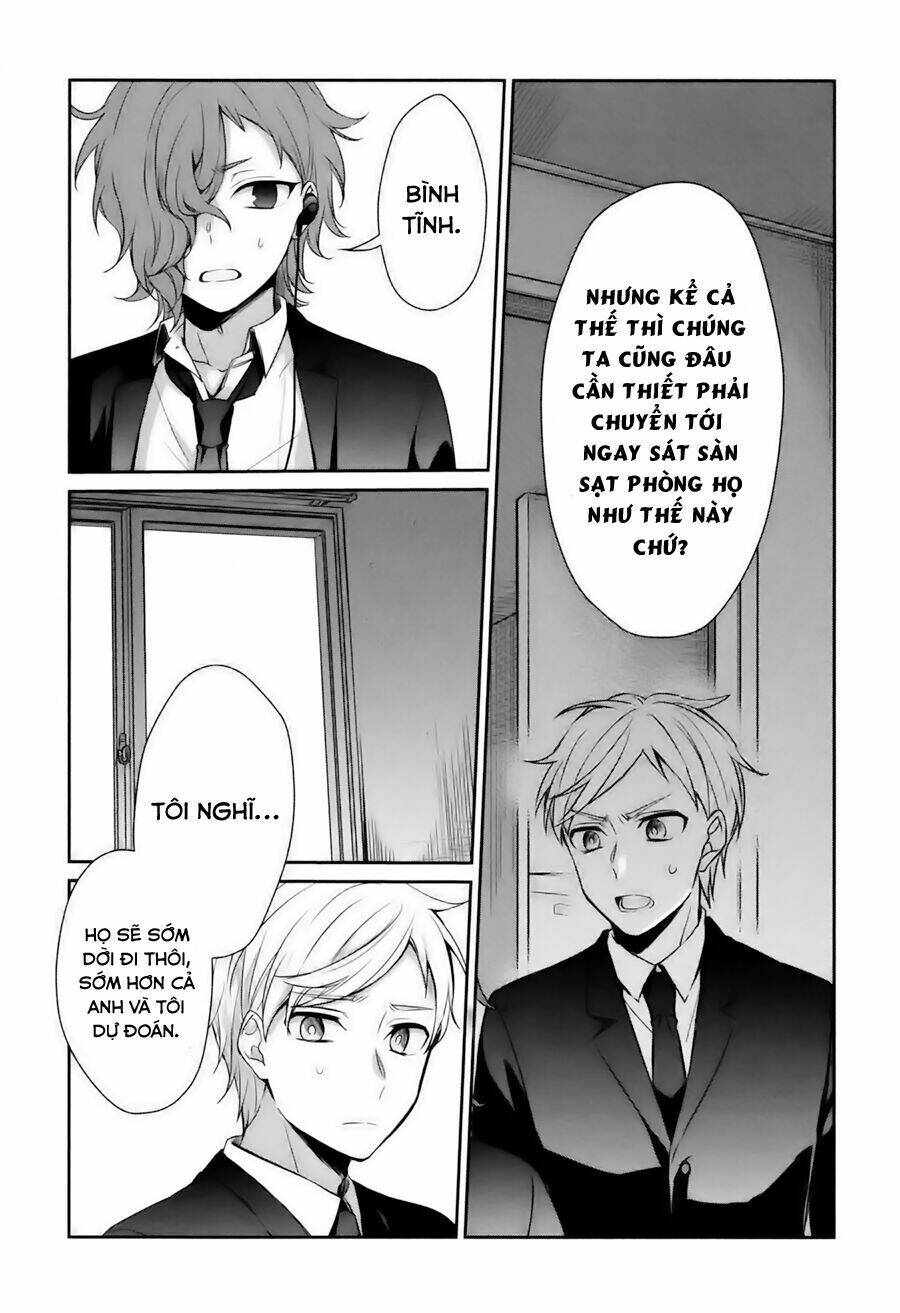 NHƯNG KỂ CẢ
THẾ THÌ CHÚNG
TA CŨNG ĐÂU
CẦN THIẾT PHẢI
CHUYỂN TỚI
NGAY SÁT SÀN
SẠT PHÒNG HỌ
NHƯ THẾ NÀY
CHỨ?
BÌNH
TĨNH.
TÔI NGHĨ...
HỌ SẼ SỚM
DỜI ĐI THÔI,
SỚM HƠN CẢ
ANH VÀ TÔI
DỰ ĐOÁN.